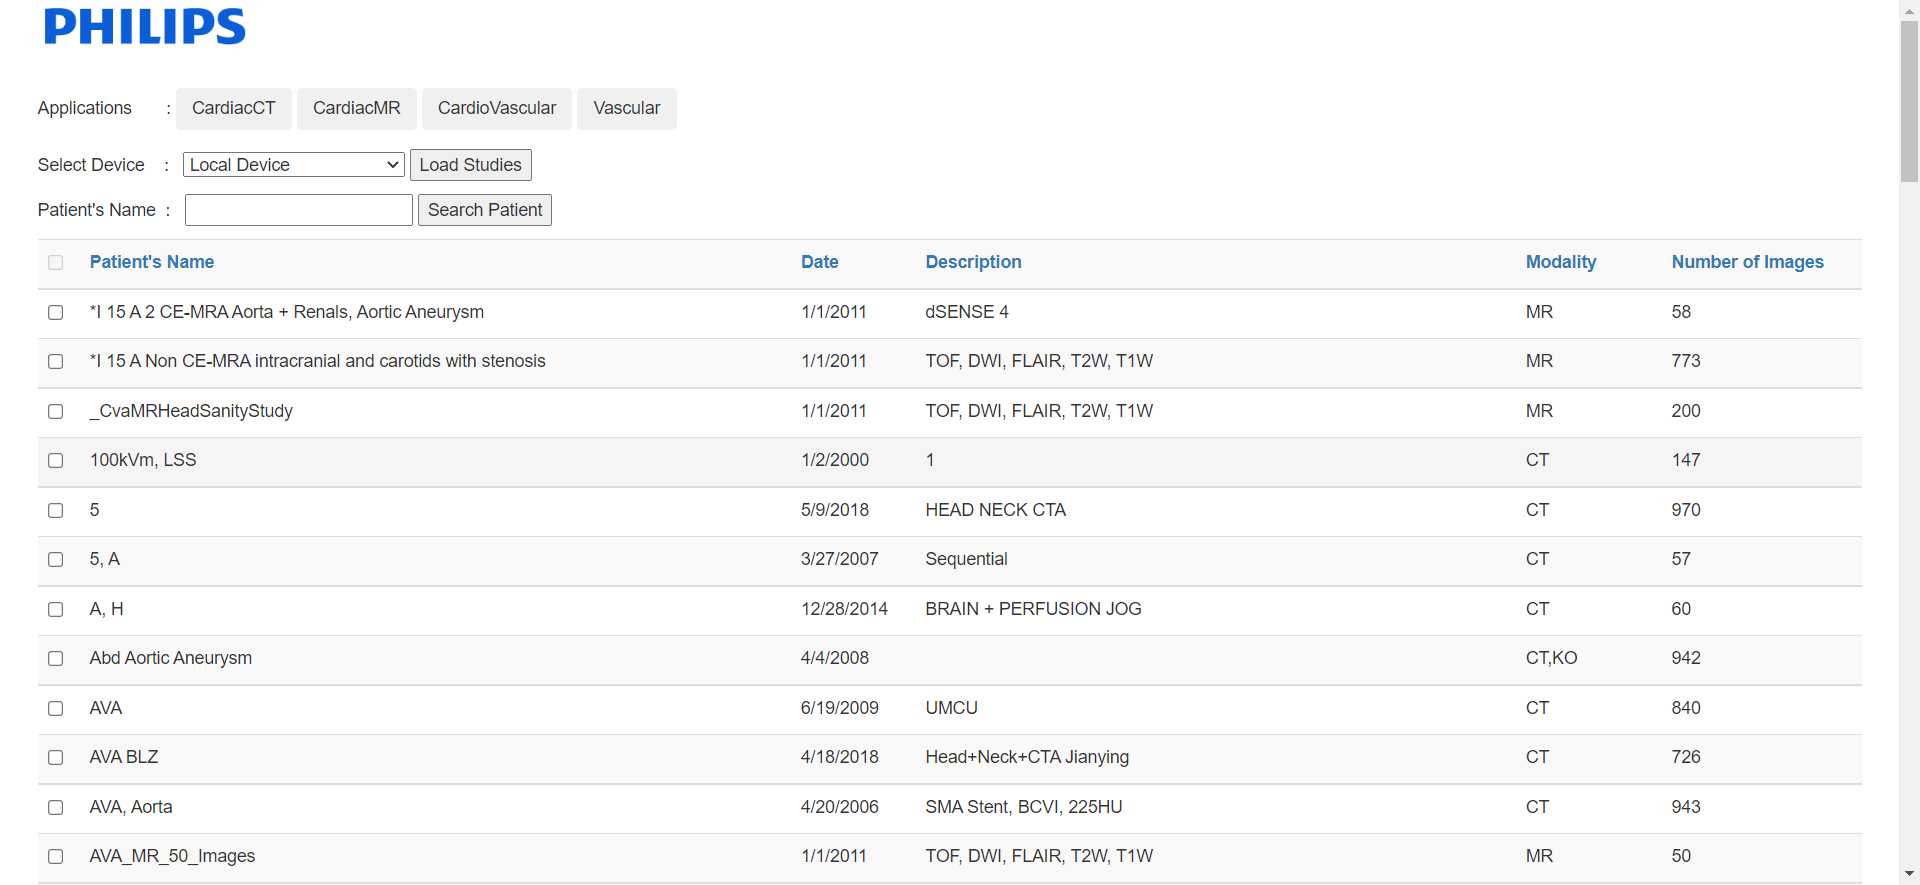 PHILIPS
Applications : CardiacCT CardiacMR CardioVascular Vascular
Select Device : Local Device Load Studies
Patient's Name : Search Patient
Patient's Name Date Description Modality Number of Images
*I 15 A 2 CE-MRA Aorta + Renals, Aortic Aneurysm 1/1/2011 dSENSE 4 MR 58
*I 15 A Non CE-MRA intracranial and carotids with stenosis 1/1/2011 TOF, DWI, FLAIR, T2W, T1W MR 773
_CvaMRHeadSanityStudy 1/1/2011 TOF, DWI, FLAIR, T2W, T1W MR 200
100kVm, LSS 1/2/2000 1 CT 147
5 5/9/2018 HEAD NECK CTA CT 970
5, A 3/27/2007 Sequential CT 57
A, H 12/28/2014 BRAIN + PERFUSION JOG CT 60
Abd Aortic Aneurysm 4/4/2008 CT,KO 942
AVA 6/19/2009 UMCU CT 840
AVA BLZ 4/18/2018 Head+Neck+CTA Jianying CT 726
AVA, Aorta 4/20/2006 SMA Stent, BCVI, 225HU CT 943
AVA_MR_50_Images 1/1/2011 TOF, DWI, FLAIR, T2W, T1W MR 50